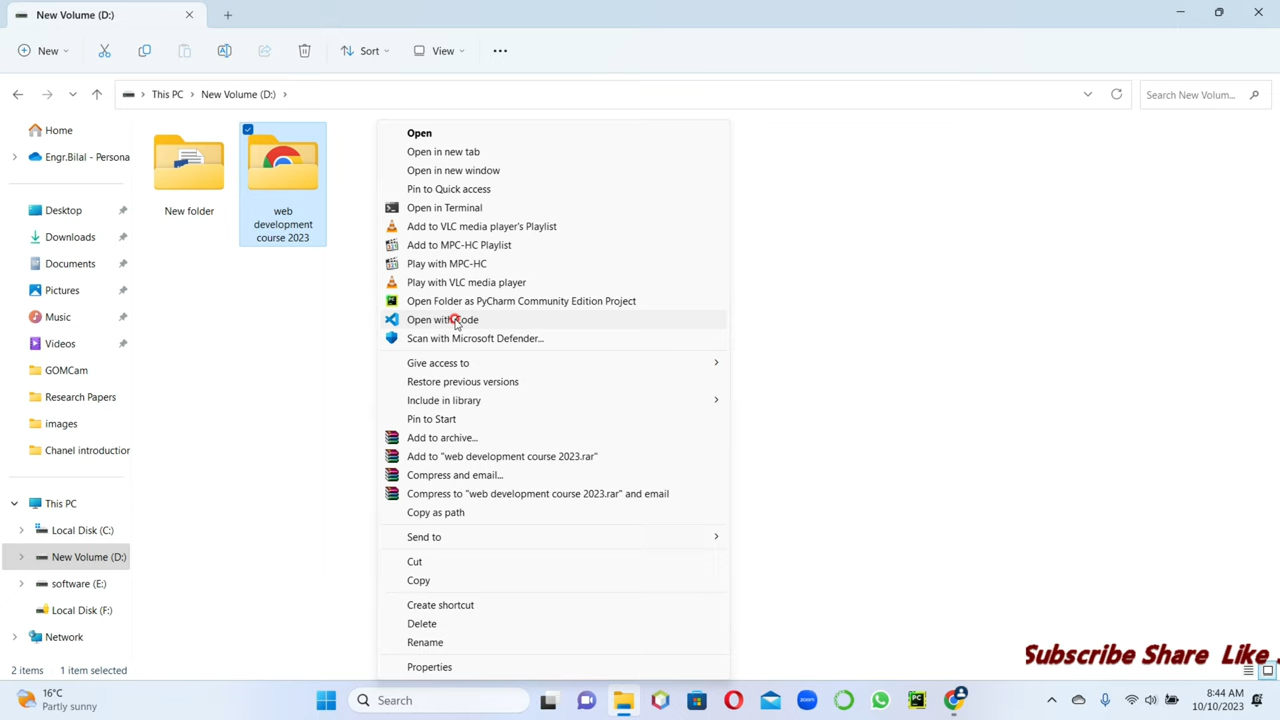 New Volume (D:)
New
Sort
View
This PC
New Volume (D:)
Search New Volum...
Home
Engr.Bilal - Persona
Desktop
Downloads
Documents
Pictures
Music
Videos
GOMCam
Research Papers
images
Chanel introduction
This PC
Local Disk (C:)
New Volume (D:)
software (E:)
Local Disk (F:)
Network
2 items
1 item selected
New folder
web
development
course 2023
Open
Open in new tab
Open in new window
Pin to Quick access
Open in Terminal
Add to VLC media player's Playlist
Add to MPC-HC Playlist
Play with MPC-HC
Play with VLC media player
Open Folder as PyCharm Community Edition Project
Open with Code
Scan with Microsoft Defender...
Give access to
Restore previous versions
Include in library
Pin to Start
Add to archive...
Add to "web development course 2023.rar"
Compress and email...
Compress to "web development course 2023.rar" and email
Copy as path
Send to
Cut
Copy
Create shortcut
Delete
Rename
Properties
Subscribe Share Like
16°C
Partly sunny
Search
zoom
PC
8:44 AM
10/10/2023